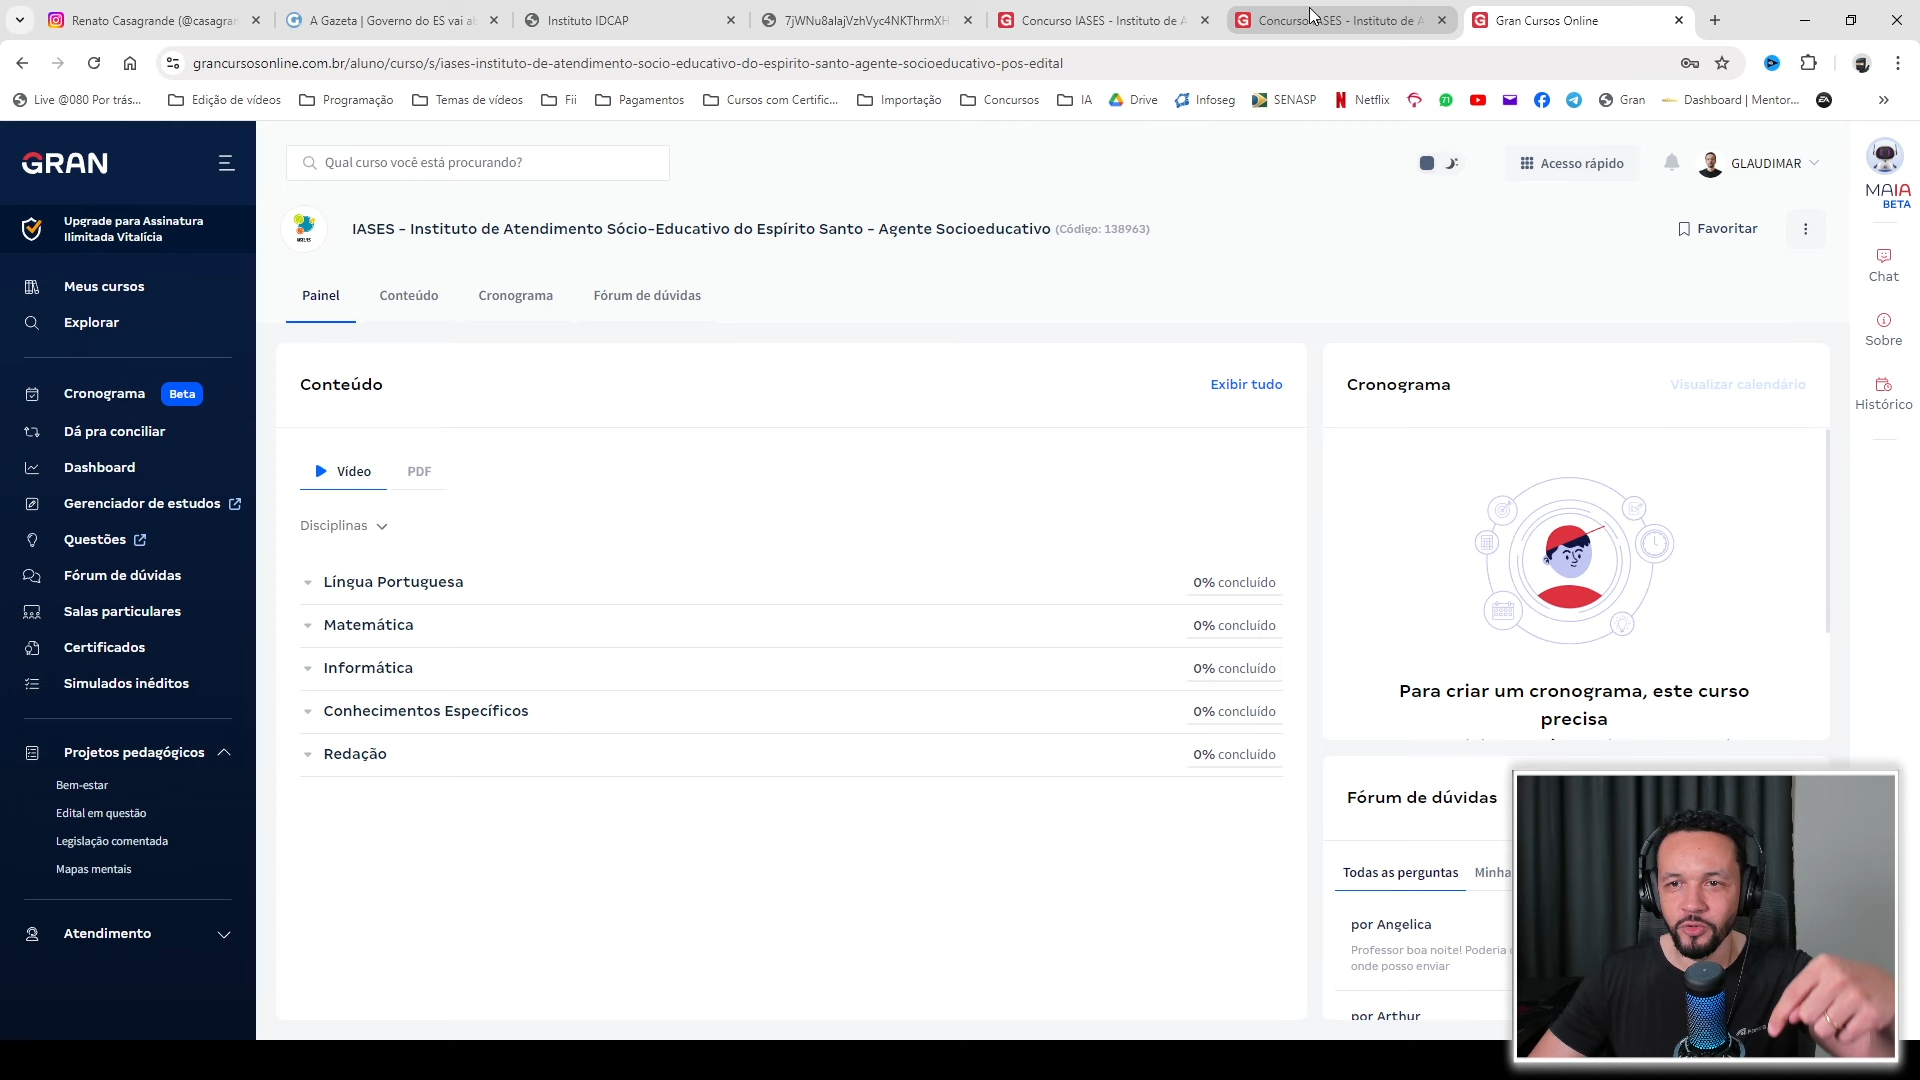 Renato Casagrande (@casagran
A Gazeta | Governo do ES vai ab
Instituto IDCAP
Concurso IASES - Instituto de A
Concurso IASES - Instituto de A
Gran Cursos Online
grancursosonline.com.br/aluno/curso/s/iases-instituto-de-atendimento-socio-educativo-do-espirito-santo-agente-socioeducativo-pos-edital
Live @080 Por trás...
Edição de vídeos
Programação
Temas de vídeos
Fii
Pagamentos
Cursos com Certific...
Importação
Concursos
IA
Drive
Infoseg
SENASP
Netflix
Gran
Dashboard | Mentor...
GRAN
Qual curso você está procurando?
Acesso rápido
GLAUDIMAR
MAIA
BETA
Upgrade para Assinatura
Ilimitada Vitalícia
IASES - Instituto de Atendimento Sócio-Educativo do Espírito Santo - Agente Socioeducativo (Código: 138963)
Favoritar
Chat
Sobre
Histórico
Meus cursos
Explorar
Cronograma Beta
Dá pra conciliar
Dashboard
Gerenciador de estudos
Questões
Fórum de dúvidas
Salas particulares
Certificados
Simulados inéditos
Projetos pedagógicos
Bem-estar
Edital em questão
Legislação comentada
Mapas mentais
Atendimento
Painel
Conteúdo
Cronograma
Fórum de dúvidas
Conteúdo
Exibir tudo
Vídeo
PDF
Disciplinas
Língua Portuguesa 0% concluído
Matemática 0% concluído
Informática 0% concluído
Conhecimentos Específicos 0% concluído
Redação 0% concluído
Cronograma
Visualizar calendário
Para criar um cronograma, este curso
precisa
Fórum de dúvidas
Todas as perguntas
Minha
por Angelica
Professor boa noite! Poderia
onde posso enviar
por Arthur